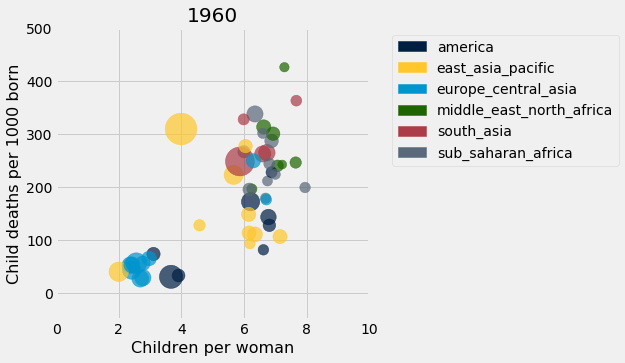 1960
Child deaths per 1000 born
500
400
300
200
100
0
0 2 4 6 8 10
Children per woman
america
east_asia_pacific
europe_central_asia
middle_east_north_africa
south_asia
sub_saharan_africa